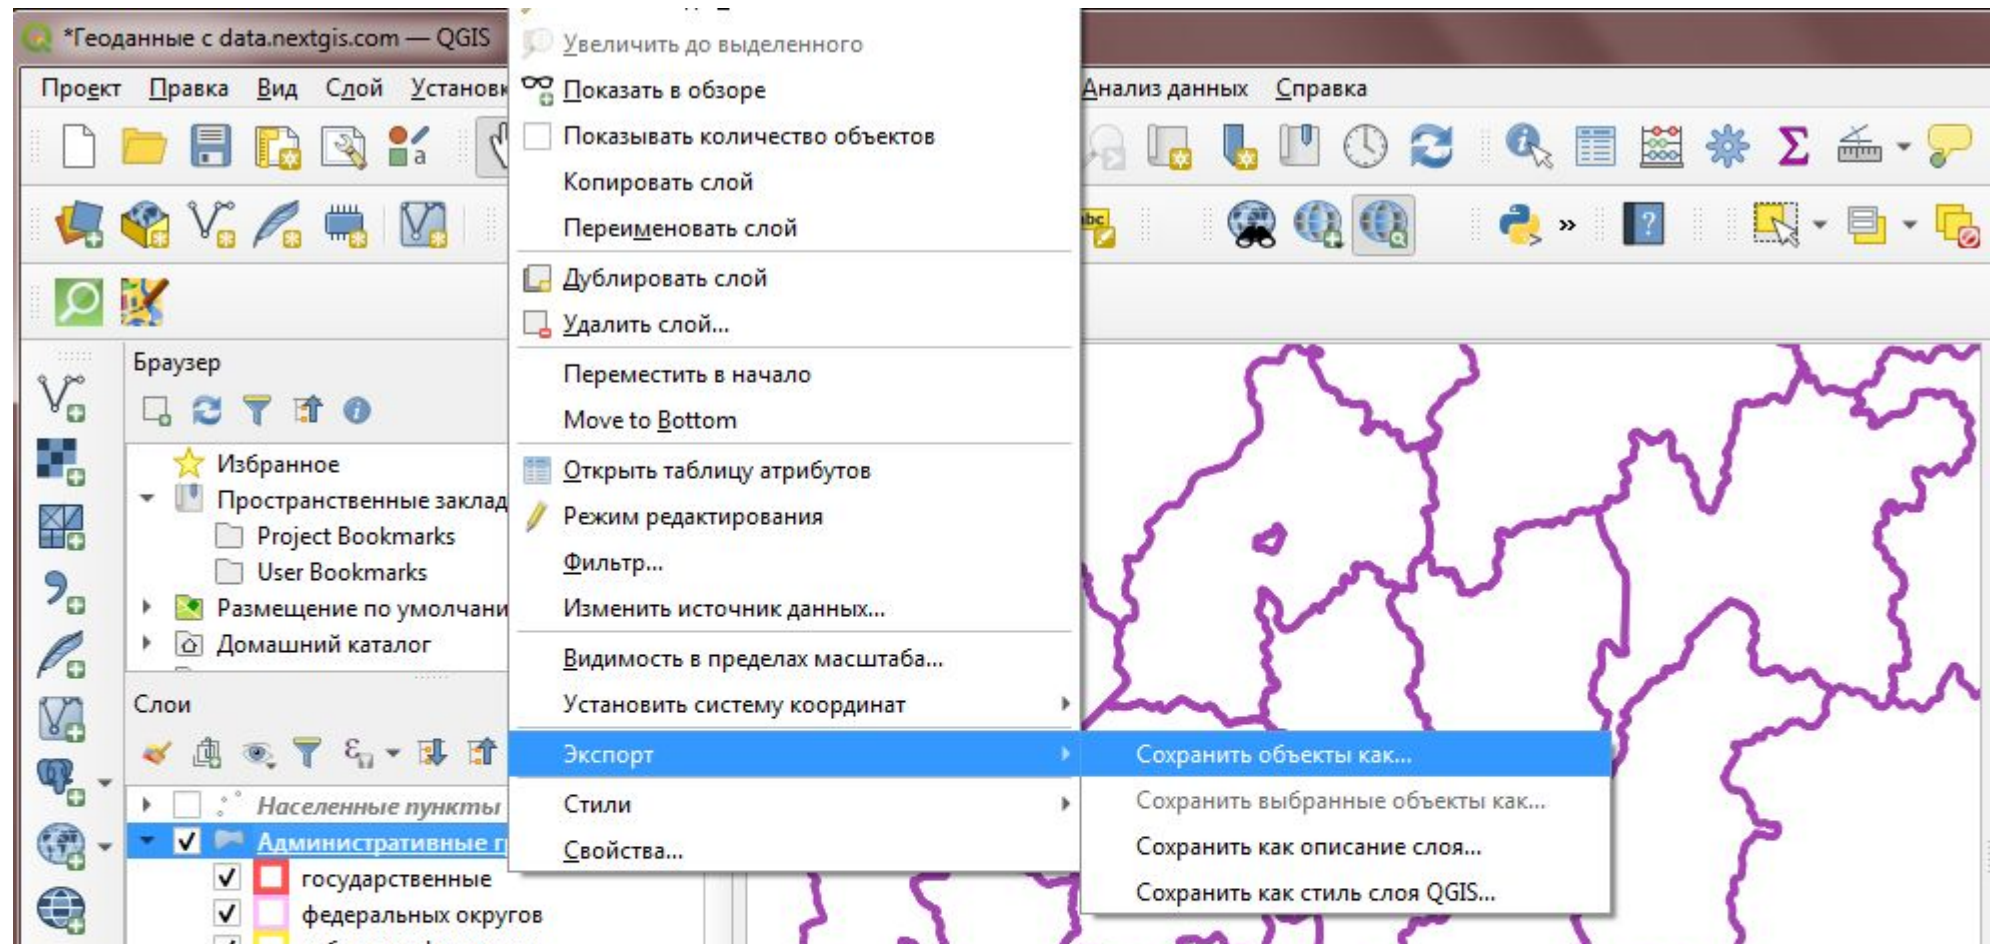 *Геоданные с data.nextgis.com — QGIS
Проект Правка Вид Слой
Анализ данных Справка
Увеличить до выделенного
Показать в обзоре
Показывать количество объектов
Копировать слой
Переименовать слой
Дублировать слой
Удалить слой...
Переместить в начало
Move to Bottom
Открыть таблицу атрибутов
Режим редактирования
Фильтр...
Изменить источник данных...
Видимость в пределах масштаба...
Установить систему координат
Экспорт
Стили
Свойства...
Сохранить объекты как...
Сохранить выбранные объекты как...
Сохранить как описание слоя...
Сохранить как стиль слоя QGIS...
a
abc
»
?
Браузер
Избранное
Пространственные заклад
Project Bookmarks
User Bookmarks
Размещение по умолчани
Домашний каталог
Слои
Населенные пункты
Административные г
государственные
федеральных округов